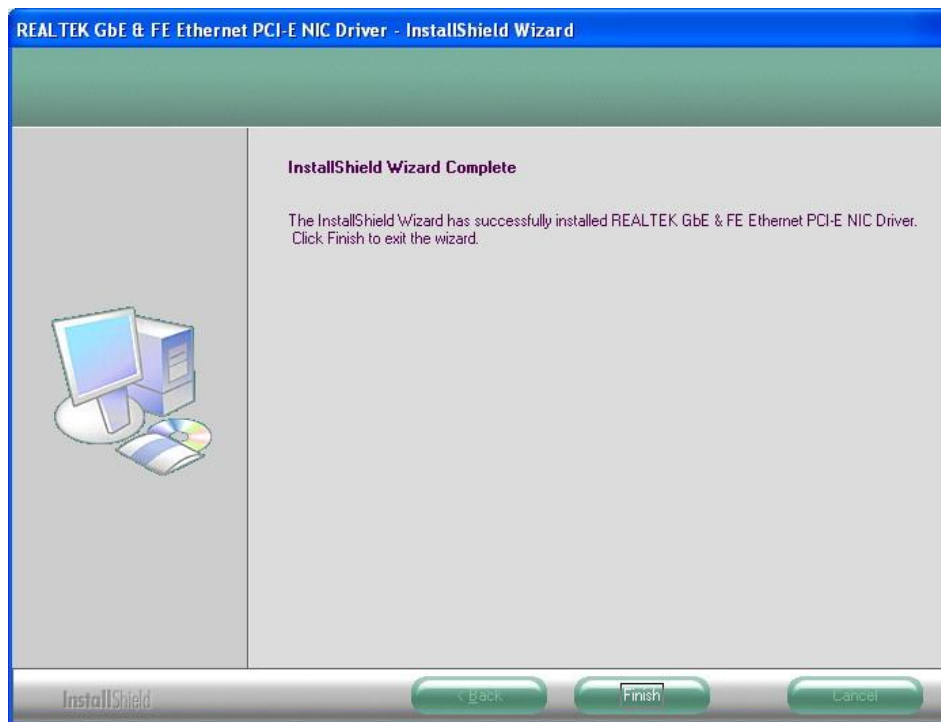 REALTEK GbE & FE Ethernet PCI-E NIC Driver - InstallShield Wizard
InstallShield Wizard Complete
The InstallShield Wizard has successfully installed REALTEK GbE & FE Ethernet PCI-E NIC Driver.
Click Finish to exit the wizard.
InstallShield
< Back
Finish
Cancel